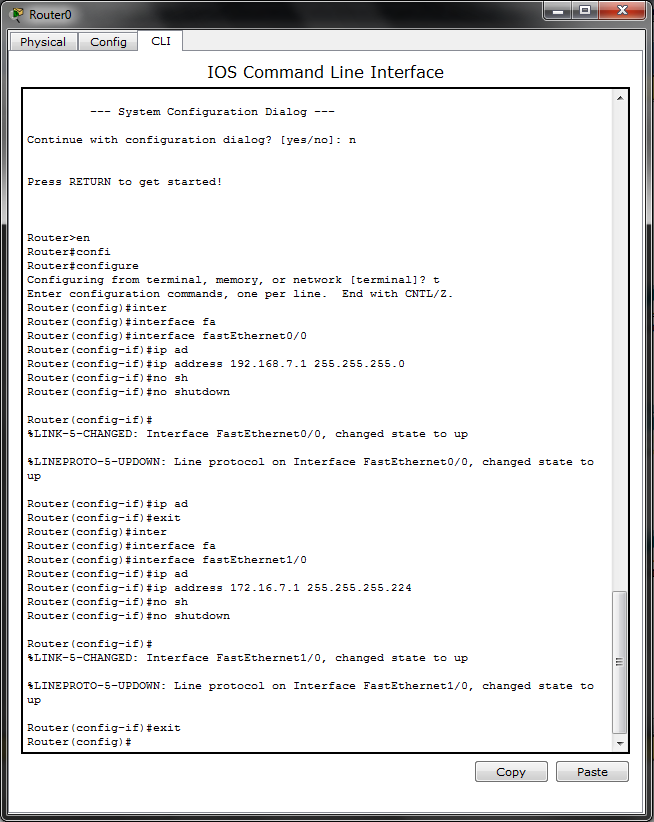 Router0
Physical Config CLI
IOS Command Line Interface
--- System Configuration Dialog ---
Continue with configuration dialog? [yes/no]: n
Press RETURN to get started!
Router>en
Router#confi
Router#configure
Configuring from terminal, memory, or network [terminal]? t
Enter configuration commands, one per line.  End with CNTL/Z.
Router(config)#inter
Router(config)#interface fa
Router(config)#interface fastEthernet0/0
Router(config-if)#ip ad
Router(config-if)#ip address 192.168.7.1 255.255.255.0
Router(config-if)#no sh
Router(config-if)#no shutdown
Router(config-if)#
%LINK-5-CHANGED: Interface FastEthernet0/0, changed state to up
%LINEPROTO-5-UPDOWN: Line protocol on Interface FastEthernet0/0, changed state to
up
Router(config-if)#ip ad
Router(config-if)#exit
Router(config)#inter
Router(config)#interface fa
Router(config)#interface fastEthernet1/0
Router(config-if)#ip ad
Router(config-if)#ip address 172.16.7.1 255.255.255.224
Router(config-if)#no sh
Router(config-if)#no shutdown
Router(config-if)#
%LINK-5-CHANGED: Interface FastEthernet1/0, changed state to up
%LINEPROTO-5-UPDOWN: Line protocol on Interface FastEthernet1/0, changed state to
up
Router(config-if)#exit
Router(config)#
Copy Paste